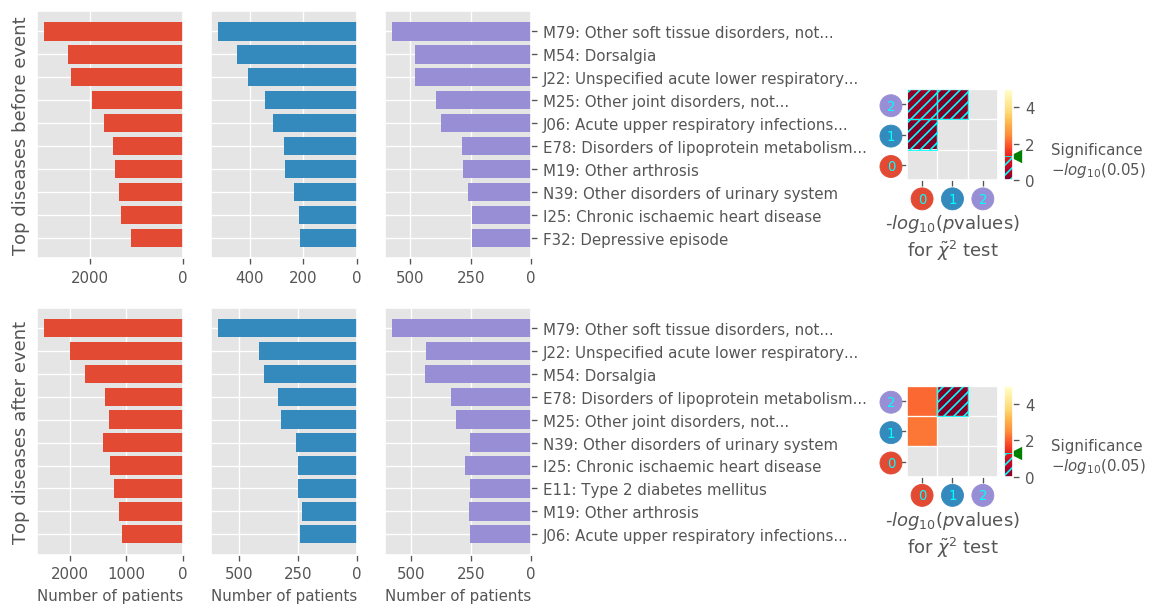 Top diseases before event
M79: Other soft tissue disorders, not...
M54: Dorsalgia
J22: Unspecified acute lower respiratory...
M25: Other joint disorders, not...
J06: Acute upper respiratory infections...
E78: Disorders of lipoprotein metabolism...
M19: Other arthrosis
N39: Other disorders of urinary system
I25: Chronic ischaemic heart disease
F32: Depressive episode
2000 0
400 200 0
500 250 0
2
1
0
0 1 2
4
2
0
Significance
−log₁₀(0.05)
-log₁₀(pvalues)
for χ̃² test
Top diseases after event
M79: Other soft tissue disorders, not...
J22: Unspecified acute lower respiratory...
M54: Dorsalgia
E78: Disorders of lipoprotein metabolism...
M25: Other joint disorders, not...
N39: Other disorders of urinary system
I25: Chronic ischaemic heart disease
E11: Type 2 diabetes mellitus
M19: Other arthrosis
J06: Acute upper respiratory infections...
2000 1000 0
500 250 0
500 250 0
Number of patients
Number of patients
Number of patients
2
1
0
0 1 2
4
2
0
Significance
−log₁₀(0.05)
-log₁₀(pvalues)
for χ̃² test